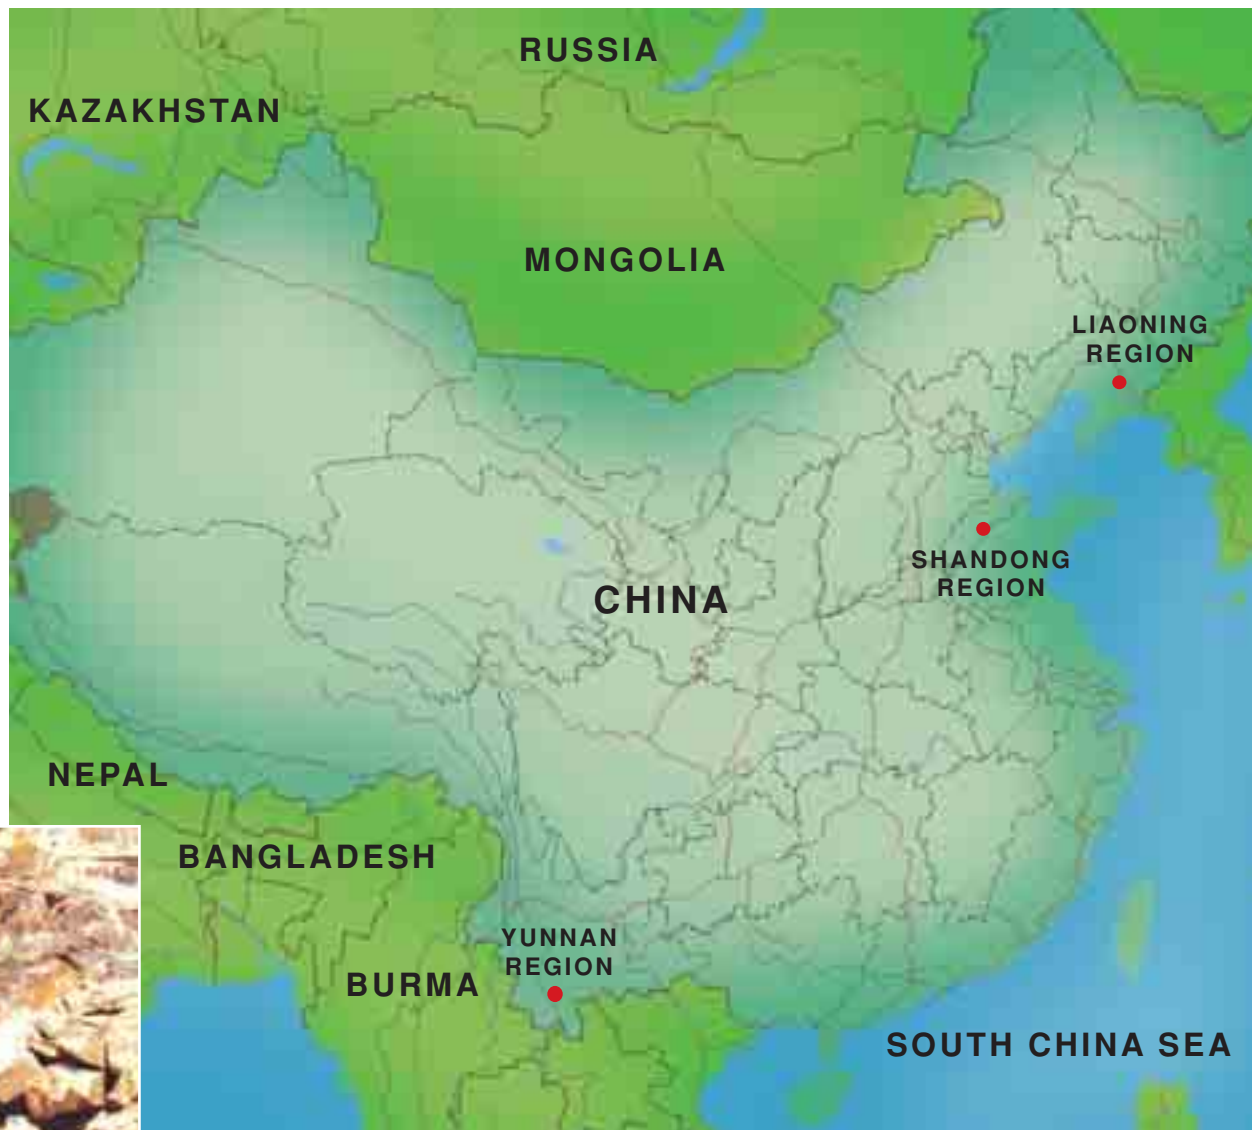 RUSSIA
KAZAKHSTAN
MONGOLIA
LIAONING
REGION
SHANDONG
REGION
CHINA
NEPAL
BANGLADESH
YUNNAN
REGION
BURMA
SOUTH CHINA SEA